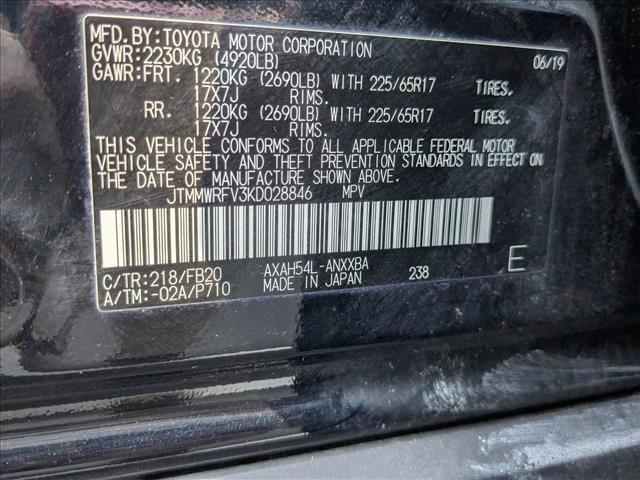 MFD.BY:TOYOTA MOTOR CORPORATION 06/19
GVWR:2230KG (4920LB)
GAWR:FRT. 1220KG (2690LB) WITH 225/65R17 TIRES.
17X7J RIMS.
RR. 1220KG (2690LB) WITH 225/65R17 TIRES.
17X7J RIMS.
THIS VEHICLE CONFORMS TO ALL APPLICABLE FEDERAL MOTOR
VEHICLE SAFETY AND THEFT PREVENTION STANDARDS IN EFFECT ON
THE DATE OF MANUFACTURE SHOWN ABOVE.
JTMMWRFV3KD028846 MPV
C/TR:218/FB20 AXAH54L-ANXXBA 238 E
A/TM:-02A/P710 MADE IN JAPAN